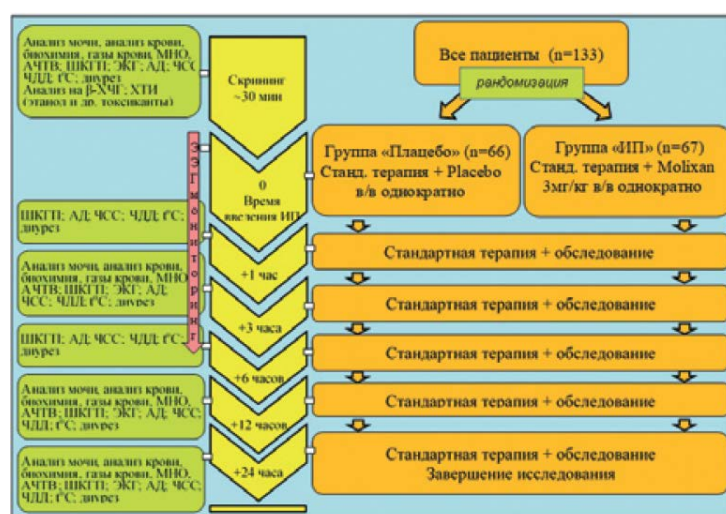 Анализ мочи, анализ крови,
биохимия, газы крови, МНО,
АЧТВ; ШКГП; ЭКГ; АД; ЧСС;
ЧДД; t°C; диурез
Анализ на β-ХЧГ; ХТИ
(этанол и др. токсиканты)
Скрининг
~30 мин
Все пациенты (n=133)
рандомизация
Группа «Плацебо» (n=66)
Станд. терапия + Placebo
в/в однократно
Группа «ИП» (n=67)
Станд. терапия + Molixan
3мг/кг в/в однократно
ЭЭГ мониторинг
0
Время
введения ИП
ШКГП; АД; ЧСС; ЧДД; t°C;
диурез
+1 час
Стандартная терапия + обследование
Анализ мочи, анализ крови,
биохимия, газы крови, МНО,
АЧТВ; ШКГП; ЭКГ; АД;
ЧСС; ЧДД; t°C; диурез
+3 часа
Стандартная терапия + обследование
ШКГП; АД; ЧСС; ЧДД; t°C;
диурез
+6 часов
Стандартная терапия + обследование
Анализ мочи, анализ крови,
биохимия, газы крови, МНО,
АЧТВ; ШКГП; ЭКГ; АД; ЧСС;
ЧДД; t°C; диурез
+12 часов
Стандартная терапия + обследование
Анализ мочи, анализ крови,
биохимия, газы крови, МНО,
АЧТВ; ШКГП; ЭКГ; АД; ЧСС;
ЧДД; t°C; диурез
+24 часа
Стандартная терапия + обследование
Завершение исследования